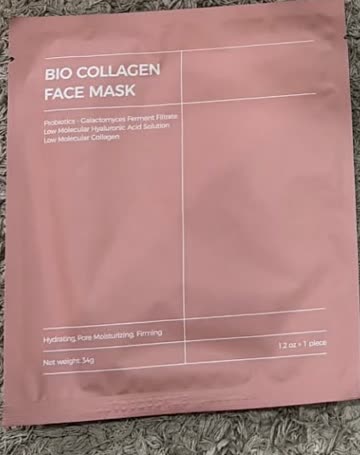 BIO COLLAGEN
FACE MASK
Probiotics - Galactomyces Ferment Filtrate
Low Molecular Hyaluronic Acid Solution
Low Molecular Collagen
Hydrating, Pore Moisturizing, Firming
Net weight 34g
1.2 oz × 1 piece